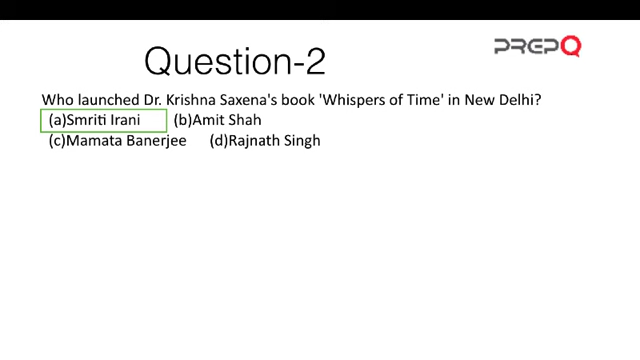 PREPQ
Question-2
Who launched Dr. Krishna Saxena's book 'Whispers of Time' in New Delhi?
(a)Smriti Irani (b)Amit Shah
(c)Mamata Banerjee (d)Rajnath Singh